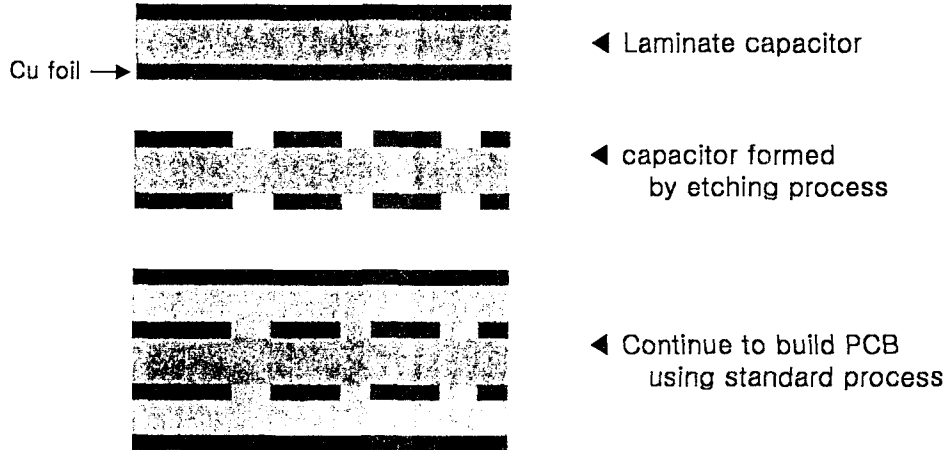 ◄ Laminate capacitor
Cu foil →
◄ capacitor formed
by etching process
◄ Continue to build PCB
using standard process